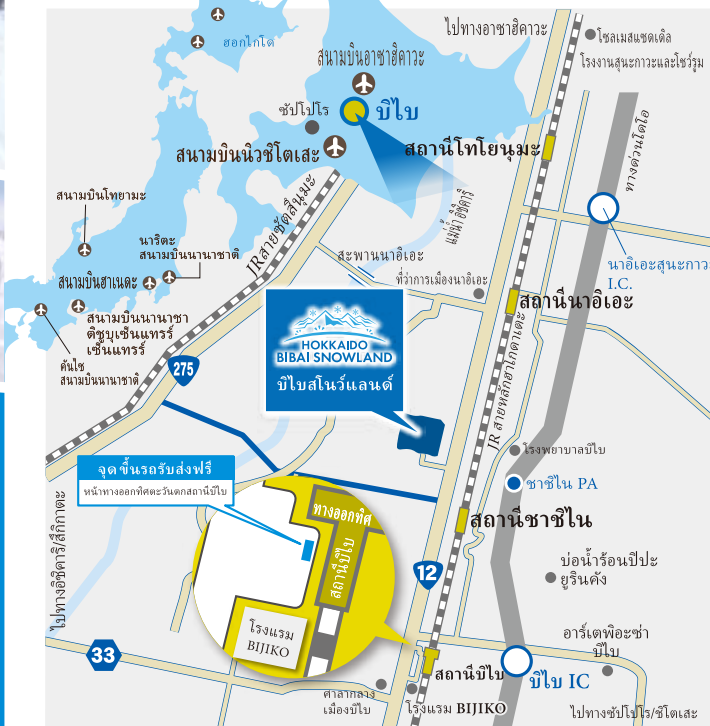 ฮอกไกโด
สนามบินอาซาฮิคาวะ
ซัปโปโร
บิไบ
สนามบินนิวชิโตเสะ
สนามบินโทยามะ
นาริตะ
สนามบินนานาชาติ
สนามบินฮาเนดะ
สนามบินนานาชา
ติชูบุเซ็นแทรร์
เซ็นแทรร์
คันไซ
สนามบินนานาชาติ
ไปทางอาซาฮิคาวะ
โซลเมสแซดเดิล
โรงงานสุนะกาวะและโชว์รูม
สถานีโทโยนุมะ
ทางด่วนโดโอ
แม่น้ำ อิชิคาริ
JR สายซัตสึนุมะ
สะพานนาอิเอะ
ที่ว่าการเมืองนาอิเอะ
นาอิเอะสุนะกาวะ
I.C.
สถานีนาอิเอะ
JR สายหลักฮาโกดาเตะ
HOKKAIDO
BIBAI SNOWLAND
บิไบสโนว์แลนด์
275
โรงพยาบาลบิไบ
ชาชิไน PA
สถานีชาชิไน
จุดขึ้นรถรับส่งฟรี
หน้าทางออกทิศตะวันตกสถานีบิไบ
ทางออกทิศ
สถานีบิไบ
โรงแรม
BIJIKO
ไปทางอิชิคาริ/สึกิกาตะ
12
33
บ่อน้ำร้อนปิปะ
ยูรินคัง
อาร์เตพิอะซ่า
บิไบ
สถานีบิไบ
บิไบ IC
ศาลากลาง
เมืองบิไบ
โรงแรม BIJIKO
ไปทางซัปโปโร/ชิโตเสะ